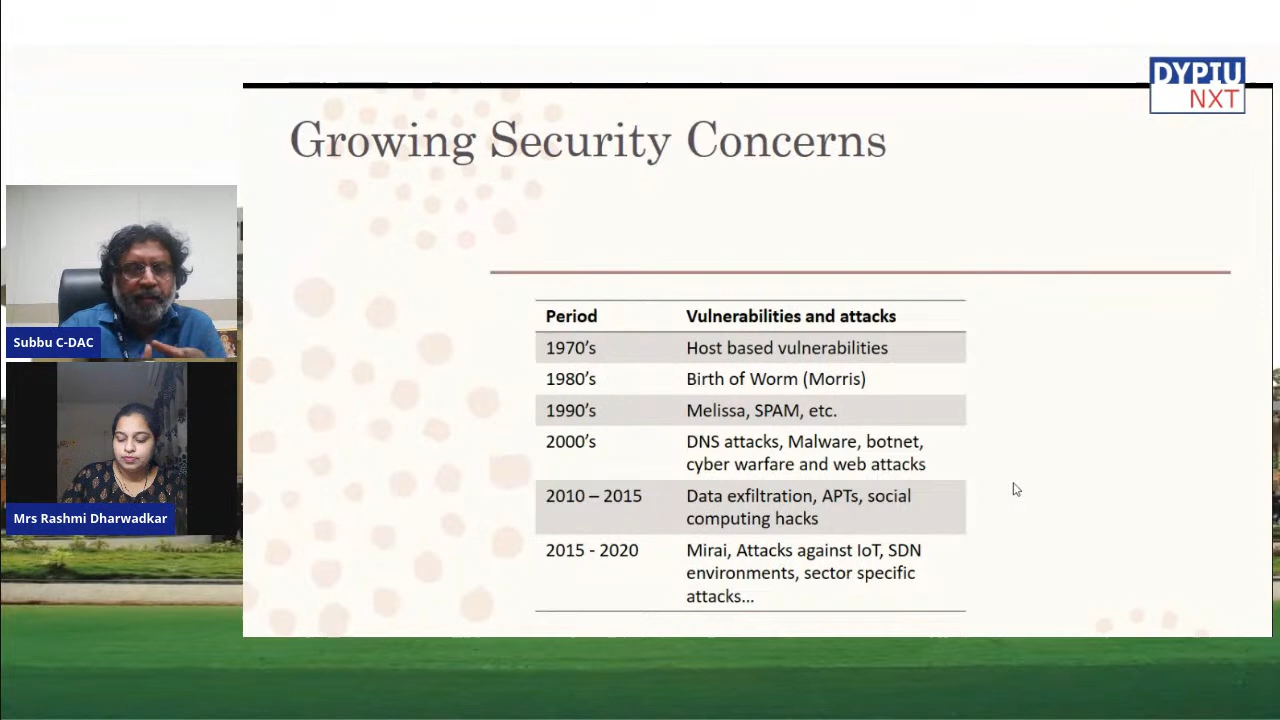 DYPIU
NXT
Growing Security Concerns
Subbu C-DAC
Mrs Rashmi Dharwadkar
Period Vulnerabilities and attacks
1970’s Host based vulnerabilities
1980’s Birth of Worm (Morris)
1990’s Melissa, SPAM, etc.
2000’s DNS attacks, Malware, botnet,
cyber warfare and web attacks
2010 – 2015 Data exfiltration, APTs, social
computing hacks
2015 - 2020 Mirai, Attacks against IoT, SDN
environments, sector specific
attacks...